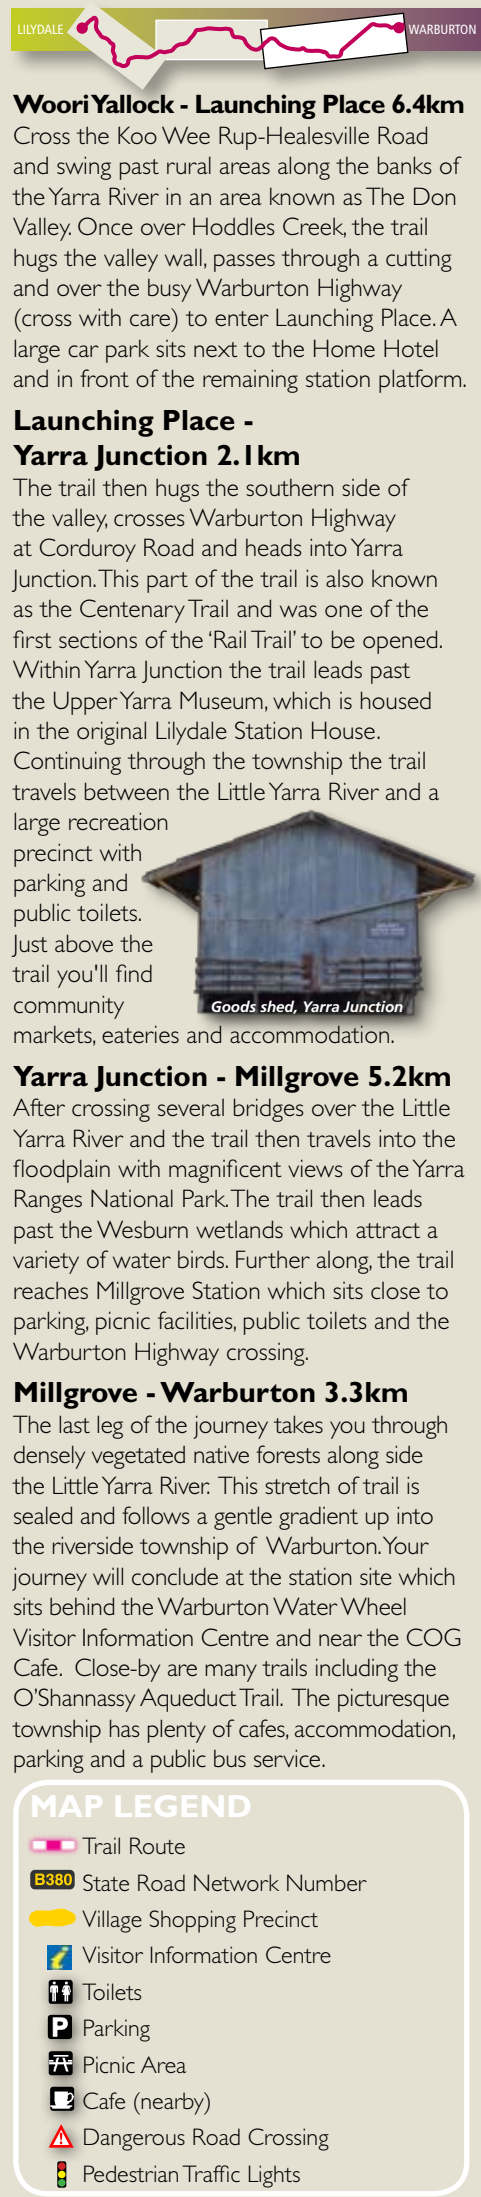 LILYDALE
WARBURTON
Woori Yallock - Launching Place 6.4km
Cross the Koo Wee Rup-Healesville Road
and swing past rural areas along the banks of
the Yarra River in an area known as The Don
Valley. Once over Hoddles Creek, the trail
hugs the valley wall, passes through a cutting
and over the busy Warburton Highway
(cross with care) to enter Launching Place. A
large car park sits next to the Home Hotel
and in front of the remaining station platform.
Launching Place -
Yarra Junction 2.1km
The trail then hugs the southern side of
the valley, crosses Warburton Highway
at Corduroy Road and heads into Yarra
Junction. This part of the trail is also known
as the Centenary Trail and was one of the
first sections of the ‘Rail Trail’ to be opened.
Within Yarra Junction the trail leads past
the Upper Yarra Museum, which is housed
in the original Lilydale Station House.
Continuing through the township the trail
travels between the Little Yarra River and a
large recreation
precinct with
parking and
public toilets.
Just above the
trail you'll find
community
markets, eateries and accommodation.
Goods shed, Yarra Junction
Yarra Junction - Millgrove 5.2km
After crossing several bridges over the Little
Yarra River and the trail then travels into the
floodplain with magnificent views of the Yarra
Ranges National Park. The trail then leads
past the Wesburn wetlands which attract a
variety of water birds. Further along, the trail
reaches Millgrove Station which sits close to
parking, picnic facilities, public toilets and the
Warburton Highway crossing.
Millgrove - Warburton 3.3km
The last leg of the journey takes you through
densely vegetated native forests along side
the Little Yarra River. This stretch of trail is
sealed and follows a gentle gradient up into
the riverside township of Warburton. Your
journey will conclude at the station site which
sits behind the Warburton Water Wheel
Visitor Information Centre and near the COG
Cafe. Close-by are many trails including the
O’Shannassy Aqueduct Trail. The picturesque
township has plenty of cafes, accommodation,
parking and a public bus service.
MAP LEGEND
Trail Route
B380 State Road Network Number
Village Shopping Precinct
i Visitor Information Centre
Toilets
P Parking
Picnic Area
Cafe (nearby)
! Dangerous Road Crossing
Pedestrian Traffic Lights